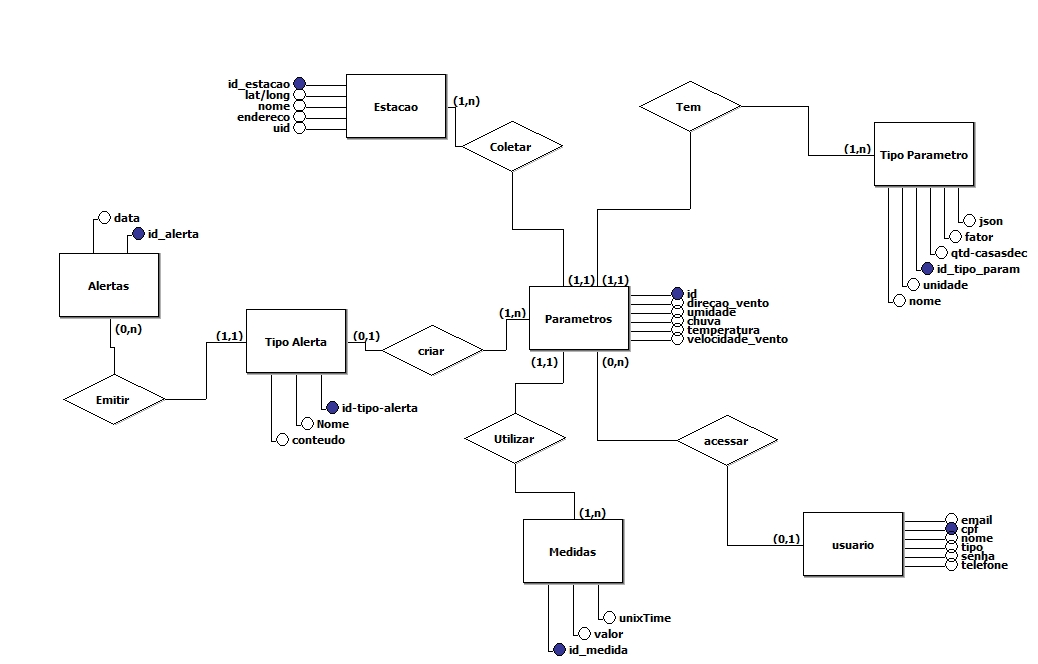 id_estacao
lat/long
nome
endereco
uid
Estacao
(1,n)
Coletar
Tem
(1,n)
Tipo Parametro
json
fator
qtd-casasdec
id_tipo_param
unidade
nome
data
id_alerta
Alertas
(0,n)
Emitir
(1,1)
Tipo Alerta
(0,1)
id-tipo-alerta
Nome
conteudo
criar
(1,n)
(1,1)
(1,1)
Parametros
id
direçao_vento
umidade
chuva
temperatura
velocidade_vento
(1,1)
(0,n)
Utilizar
acessar
(1,n)
Medidas
unixTime
valor
id_medida
(0,1)
usuario
email
cpf
nome
tipo
senha
telefone